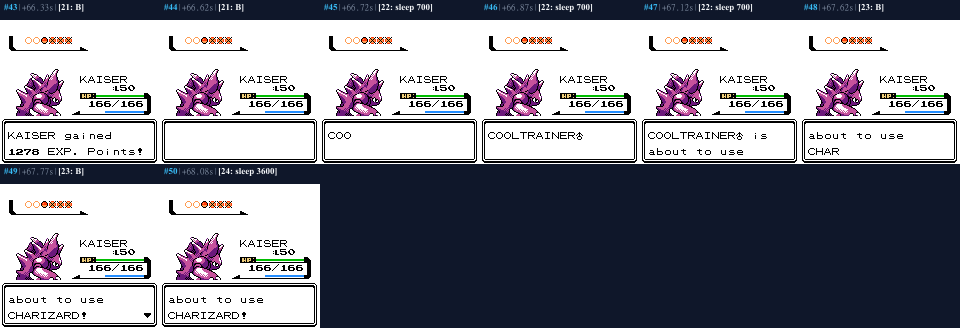 #43 | +66.33s | [21: B]
KAISER
:L50
HP:
166/166
KAISER gained
1278 EXP. Points!
#44 | +66.62s | [21: B]
KAISER
:L50
HP:
166/166
#45 | +66.72s | [22: sleep 700]
KAISER
:L50
HP:
166/166
COO
#46 | +66.87s | [22: sleep 700]
KAISER
:L50
HP:
166/166
COOLTRAINER♂
#47 | +67.12s | [22: sleep 700]
KAISER
:L50
HP:
166/166
COOLTRAINER♂ is
about to use
#48 | +67.62s | [23: B]
KAISER
:L50
HP:
166/166
about to use
CHAR
#49 | +67.77s | [23: B]
KAISER
:L50
HP:
166/166
about to use
CHARIZARD!
#50 | +68.08s | [24: sleep 3600]
KAISER
:L50
HP:
166/166
about to use
CHARIZARD!